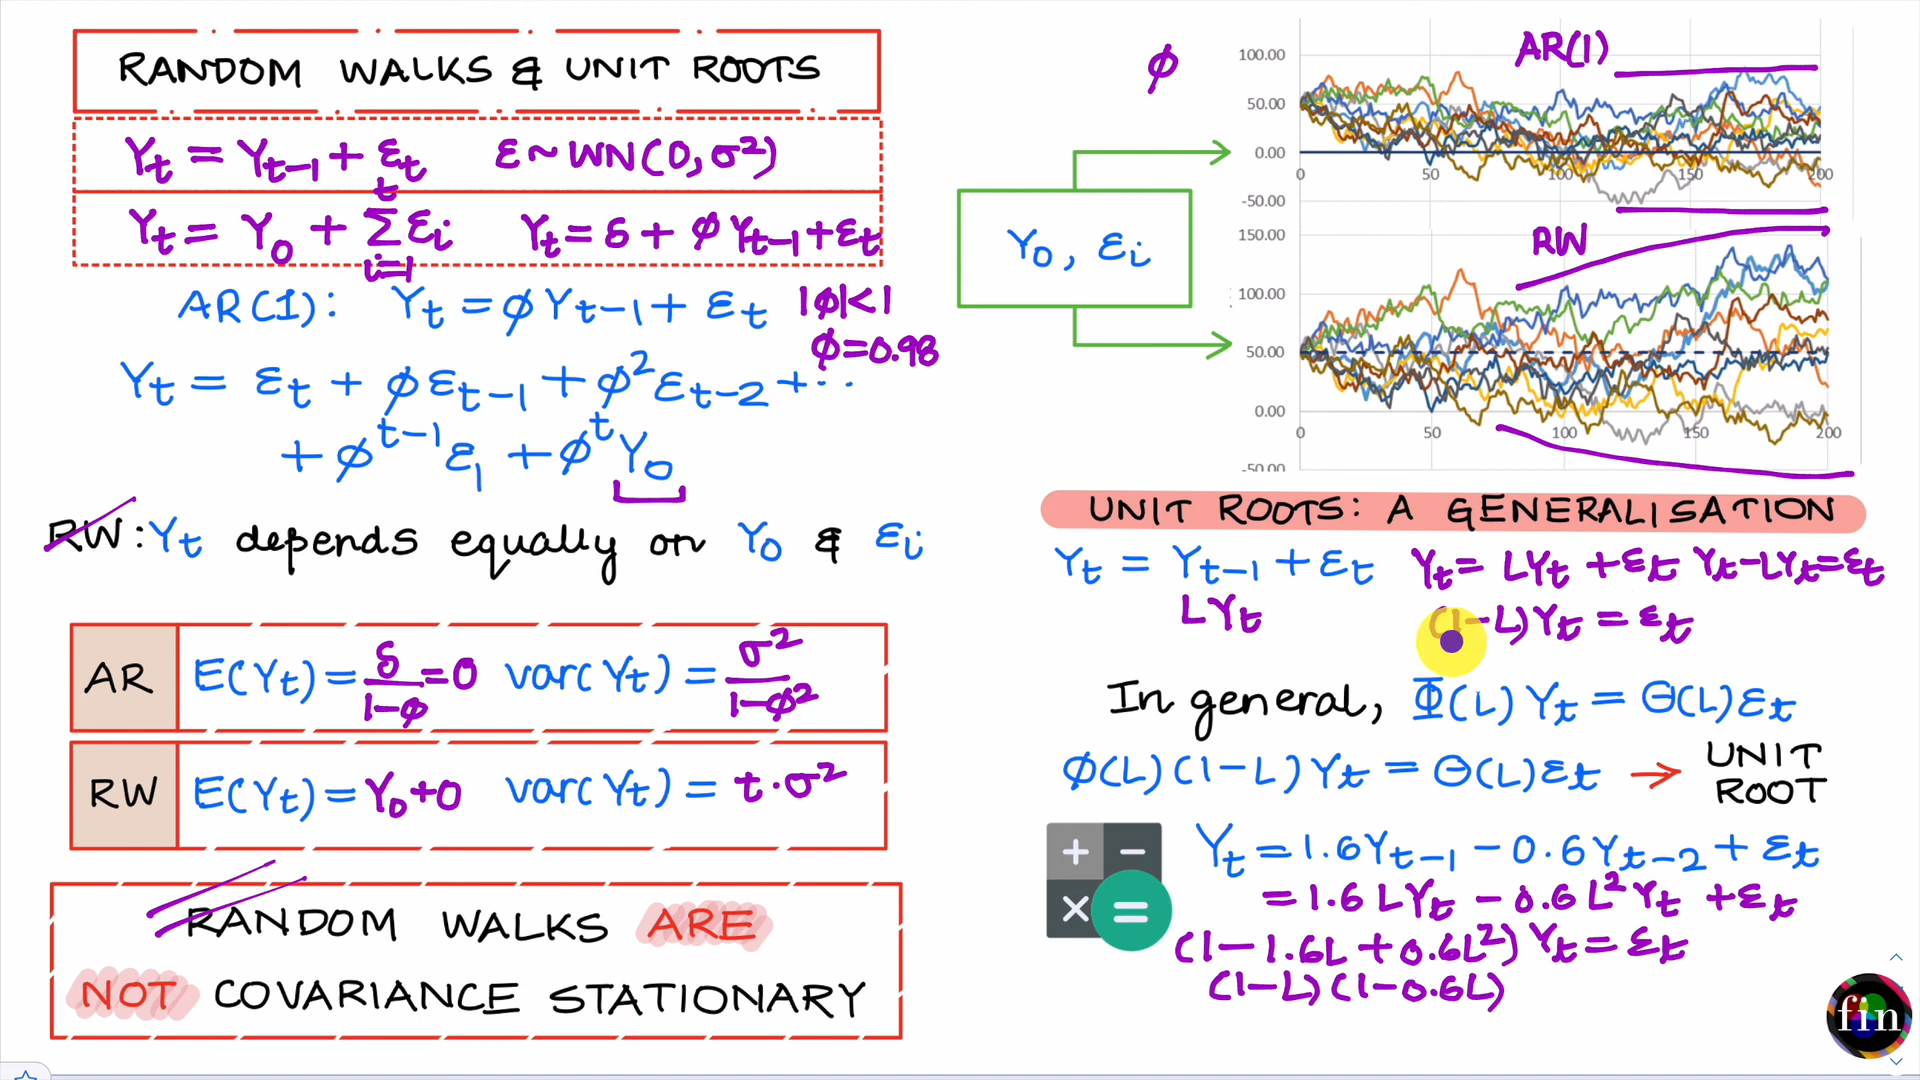 RANDOM WALKS & UNIT ROOTS
Yt = Yt-1 + εt    ε ~ WN(0, σ²)
Yt = Y0 + Σ(i=1 to t) εi    Yt = δ + ϕYt-1 + εt
AR(1): Yt = ϕYt-1 + εt    |ϕ|<1
ϕ=0.98
Yt = εt + ϕεt-1 + ϕ²εt-2 + ...
+ ϕ^(t-1) ε1 + ϕ^t Y0
RW: Yt depends equally on Y0 & εi
AR E(Yt) = δ/(1-ϕ) = 0    var(Yt) = σ²/(1-ϕ²)
RW E(Yt) = Y0+0    var(Yt) = t·σ²
RANDOM WALKS ARE
NOT COVARIANCE STATIONARY
ϕ
Y0, εi
AR(1)
100.00
50.00
0.00
-50.00
0 50 100 150 200
RW
150.00
100.00
50.00
0.00
-50.00
0 50 100 150 200
UNIT ROOTS: A GENERALISATION
Yt = Yt-1 + εt    Yt = LYt + εt    Yt-LYt=εt
LYt    (1-L)Yt = εt
In general, Φ(L) Yt = Θ(L)εt
ϕ(L)(1-L)Yt = Θ(L)εt → UNIT
ROOT
Yt = 1.6Yt-1 - 0.6Yt-2 + εt
= 1.6LYt - 0.6L²Yt + εt
(1-1.6L+0.6L²)Yt = εt
(1-L)(1-0.6L)
fin